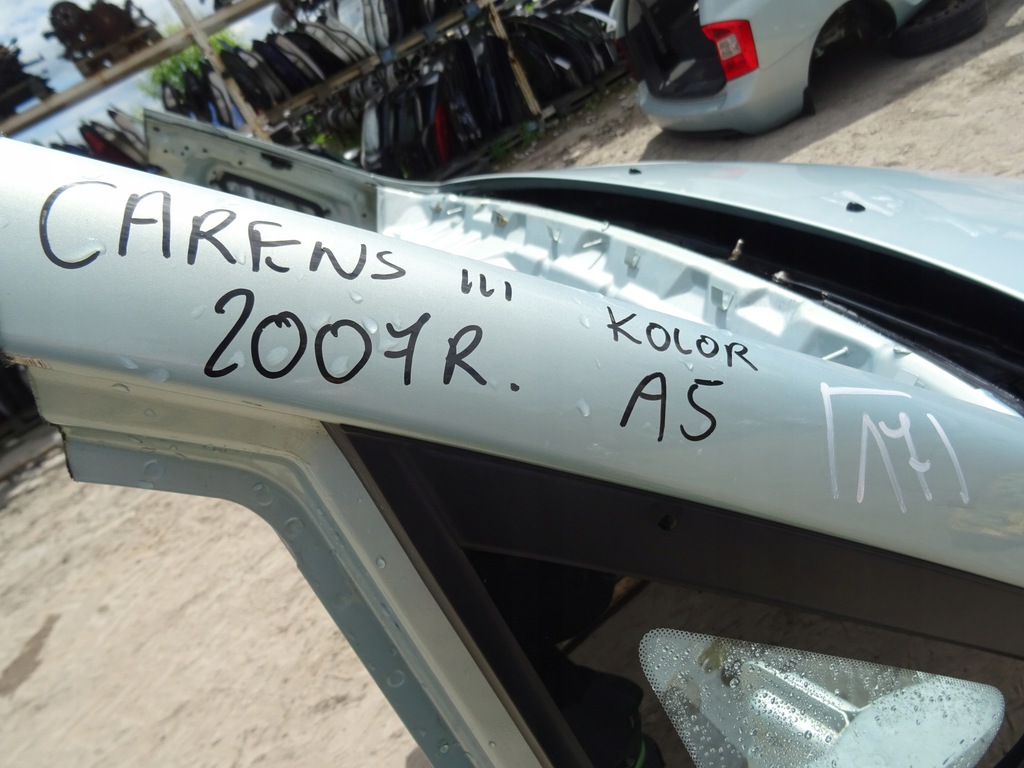 CARENS III
2007R.
KOLOR
A5